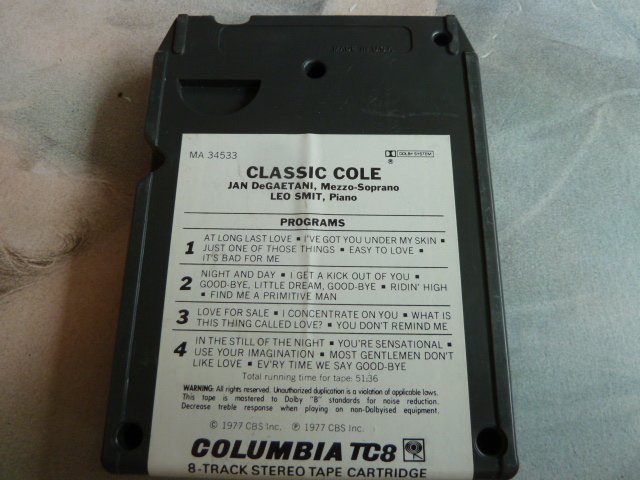 MADE IN U.S.A.
MA 34533
DOLBY SYSTEM
®
CLASSIC COLE
JAN DeGAETANI, Mezzo-Soprano
LEO SMIT, Piano
PROGRAMS
1 AT LONG LAST LOVE ▪ I'VE GOT YOU UNDER MY SKIN ▪
JUST ONE OF THOSE THINGS ▪ EASY TO LOVE ▪
IT'S BAD FOR ME
2 NIGHT AND DAY ▪ I GET A KICK OUT OF YOU ▪
GOOD-BYE, LITTLE DREAM, GOOD-BYE ▪ RIDIN' HIGH
▪ FIND ME A PRIMITIVE MAN
3 LOVE FOR SALE ▪ I CONCENTRATE ON YOU ▪ WHAT IS
THIS THING CALLED LOVE? ▪ YOU DON'T REMIND ME
4 IN THE STILL OF THE NIGHT ▪ YOU'RE SENSATIONAL ▪
USE YOUR IMAGINATION ▪ MOST GENTLEMEN DON'T
LIKE LOVE ▪ EV'RY TIME WE SAY GOOD-BYE
Total running time for tape: 51:36
WARNING: All rights reserved. Unauthorized duplication is a violation of applicable laws.
This tape is mastered to Dolby "B" standards for noise reduction.
Decrease treble response when playing on non-Dolbyised equipment.
© 1977 CBS Inc. ℗ 1977 CBS Inc.
COLUMBIA TC8
8-TRACK STEREO TAPE CARTRIDGE